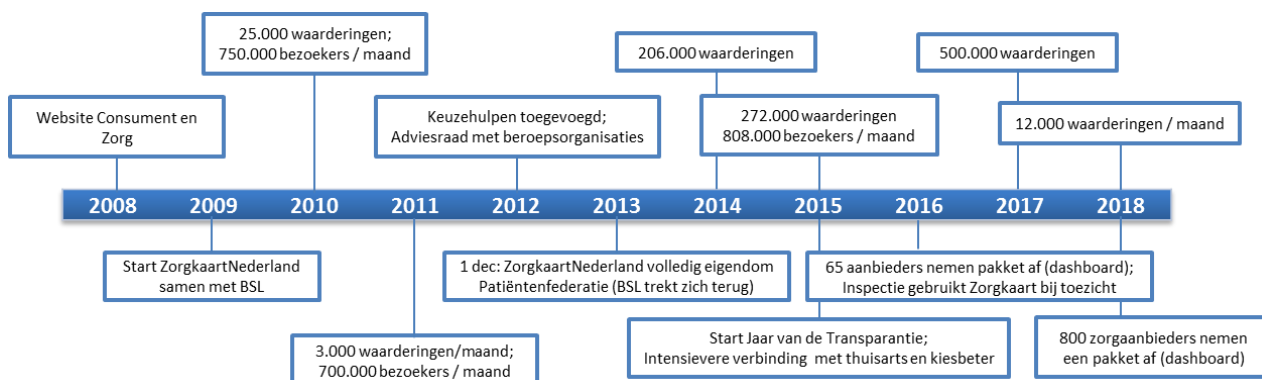 25.000 waarderingen;
750.000 bezoekers / maand
206.000 waarderingen
500.000 waarderingen
Website Consument en
Zorg
Keuzehulpen toegevoegd;
Adviesraad met beroepsorganisaties
272.000 waarderingen
808.000 bezoekers / maand
12.000 waarderingen / maand
2008 2009 2010 2011 2012 2013 2014 2015 2016 2017 2018
Start ZorgkaartNederland
samen met BSL
1 dec: ZorgkaartNederland volledig eigendom
Patiëntenfederatie (BSL trekt zich terug)
65 aanbieders nemen pakket af (dashboard);
Inspectie gebruikt Zorgkaart bij toezicht
3.000 waarderingen/maand;
700.000 bezoekers / maand
Start Jaar van de Transparantie;
Intensievere verbinding met thuisarts en kiesbeter
800 zorgaanbieders nemen
een pakket af (dashboard)